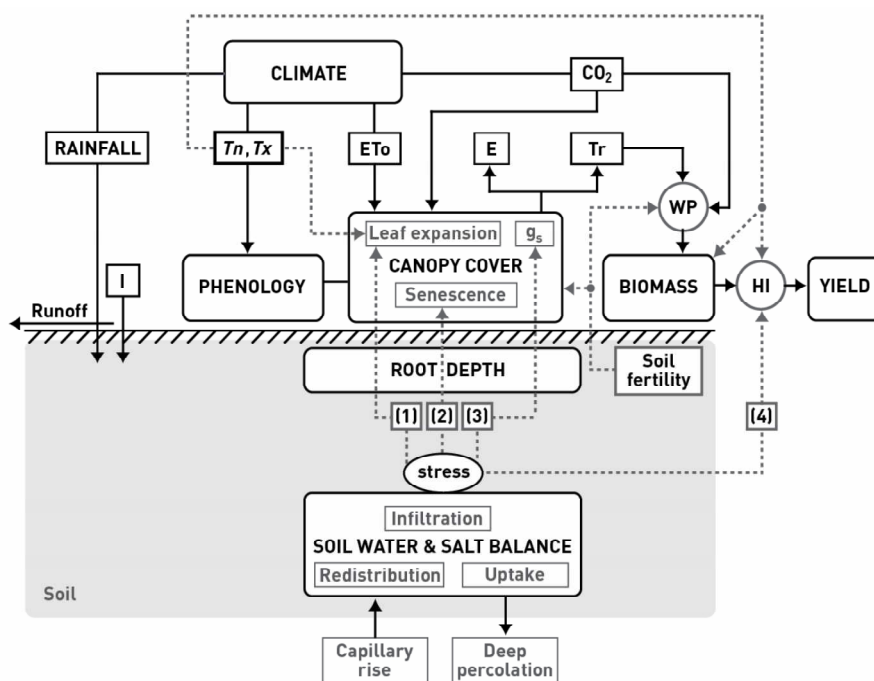 CLIMATE
CO₂
RAINFALL
Tn, Tx
ETo
E
Tr
WP
Leaf expansion
gₛ
CANOPY COVER
Senescence
PHENOLOGY
I
BIOMASS
HI
YIELD
Runoff
ROOT DEPTH
Soil
fertility
(1)
(2)
(3)
(4)
stress
Infiltration
SOIL WATER & SALT BALANCE
Redistribution
Uptake
Soil
Capillary
rise
Deep
percolation